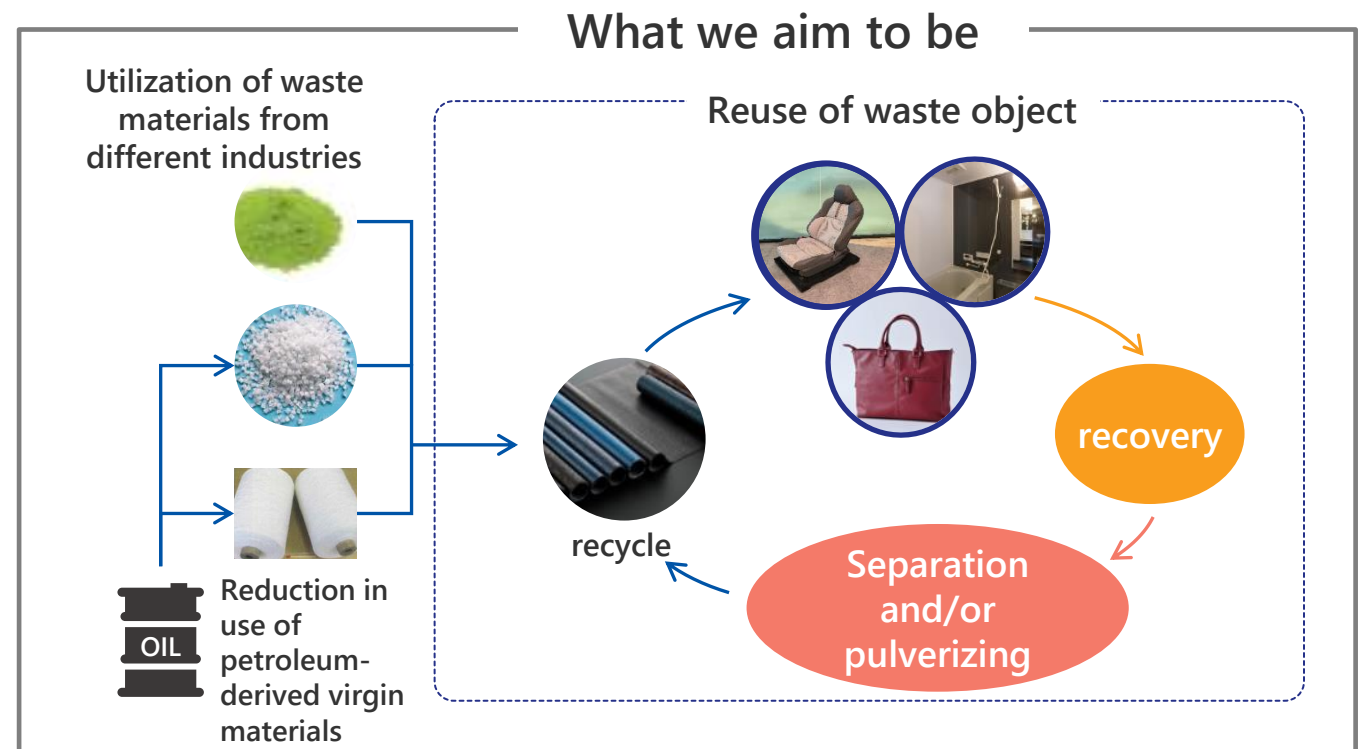 What we aim to be
Utilization of waste
materials from
different industries
Reuse of waste object
recovery
recycle
Separation
and/or
pulverizing
OIL
Reduction in
use of
petroleum-
derived virgin
materials